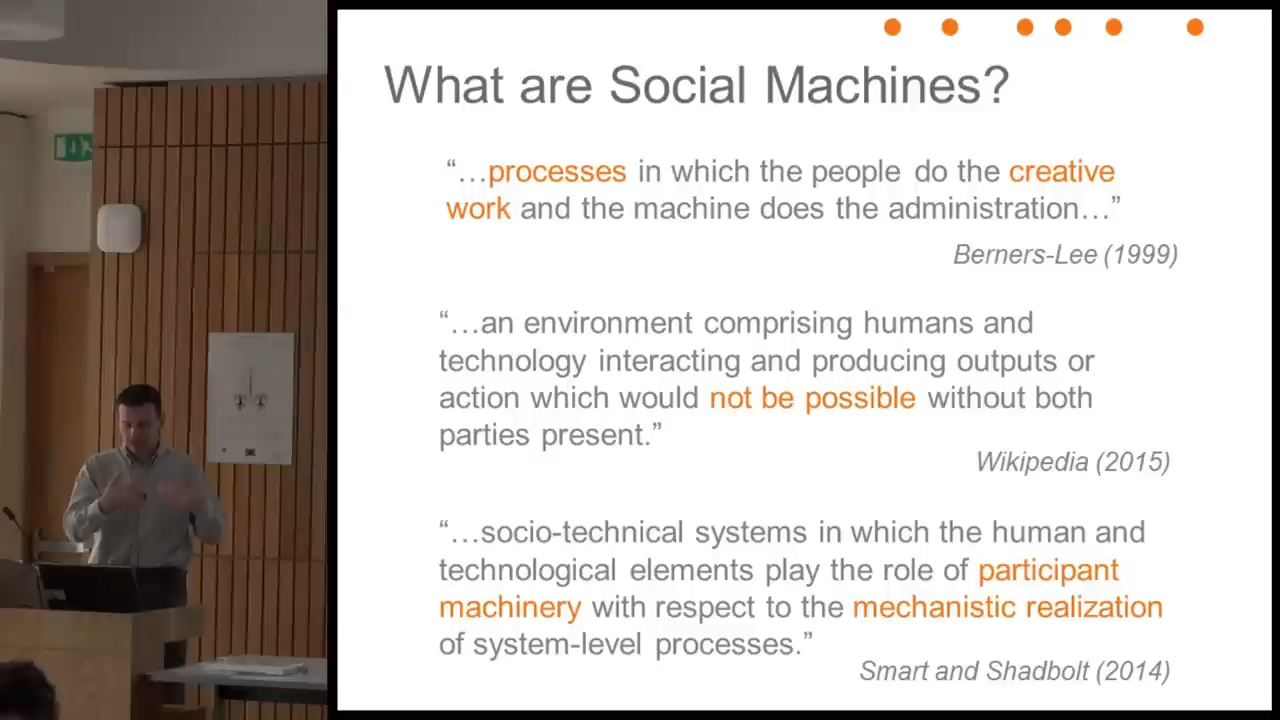 What are Social Machines?
“…processes in which the people do the creative
work and the machine does the administration…”
Berners-Lee (1999)
“…an environment comprising humans and
technology interacting and producing outputs or
action which would not be possible without both
parties present.”
Wikipedia (2015)
“…socio-technical systems in which the human and
technological elements play the role of participant
machinery with respect to the mechanistic realization
of system-level processes.”
Smart and Shadbolt (2014)